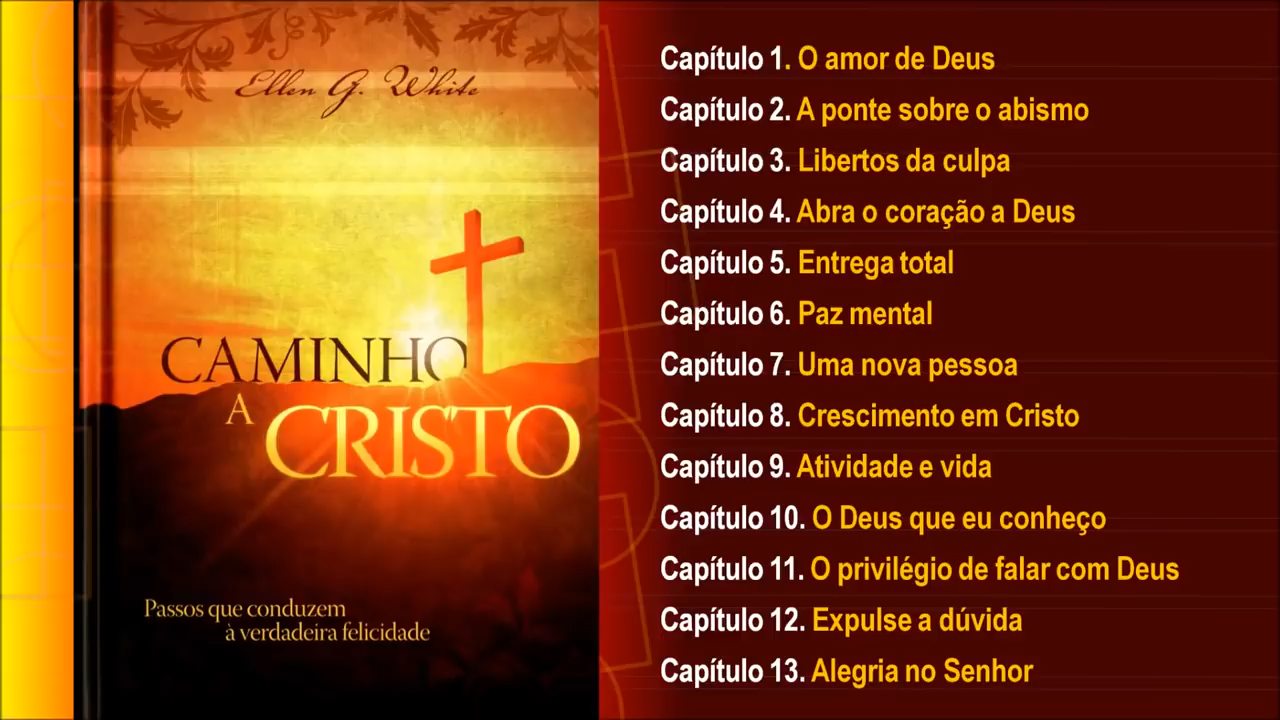 Ellen G. White
CAMINHO
A CRISTO
Passos que conduzem
à verdadeira felicidade
Capítulo 1. O amor de Deus
Capítulo 2. A ponte sobre o abismo
Capítulo 3. Libertos da culpa
Capítulo 4. Abra o coração a Deus
Capítulo 5. Entrega total
Capítulo 6. Paz mental
Capítulo 7. Uma nova pessoa
Capítulo 8. Crescimento em Cristo
Capítulo 9. Atividade e vida
Capítulo 10. O Deus que eu conheço
Capítulo 11. O privilégio de falar com Deus
Capítulo 12. Expulse a dúvida
Capítulo 13. Alegria no Senhor